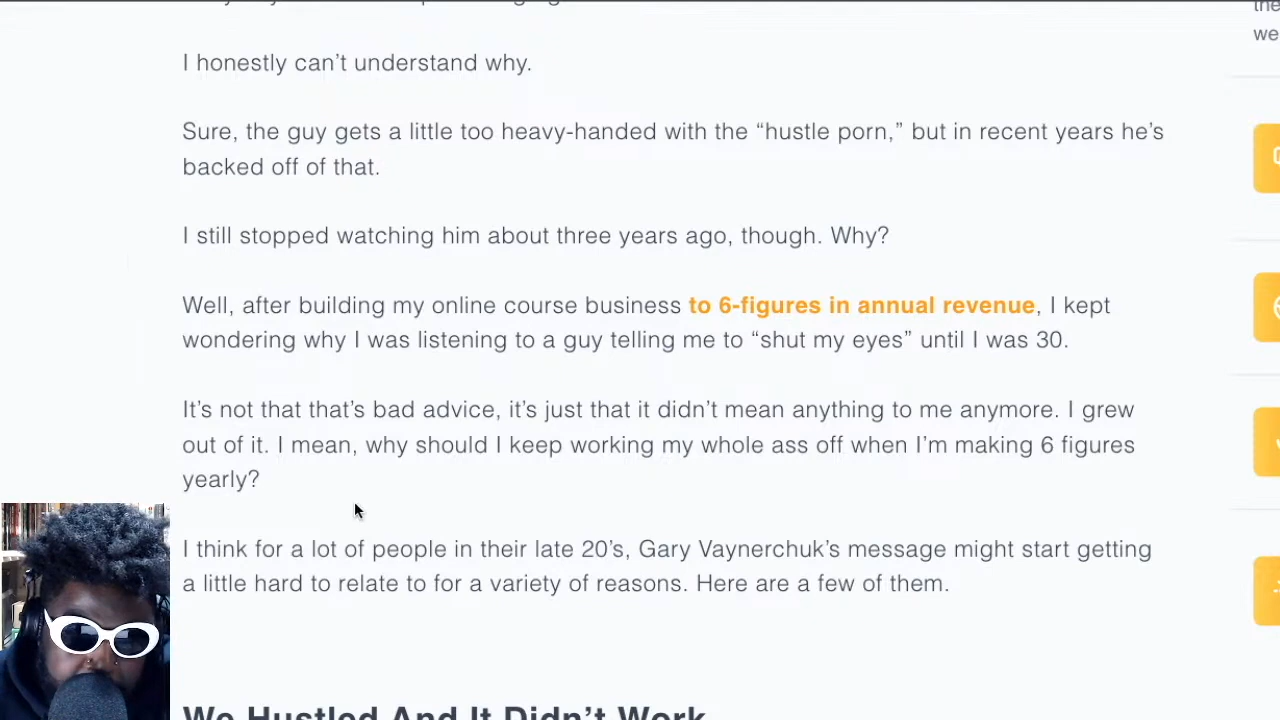 I honestly can’t understand why.
Sure, the guy gets a little too heavy-handed with the “hustle porn,” but in recent years he’s
backed off of that.
I still stopped watching him about three years ago, though. Why?
Well, after building my online course business to 6-figures in annual revenue, I kept
wondering why I was listening to a guy telling me to “shut my eyes” until I was 30.
It’s not that that’s bad advice, it’s just that it didn’t mean anything to me anymore. I grew
out of it. I mean, why should I keep working my whole ass off when I’m making 6 figures
yearly?
I think for a lot of people in their late 20’s, Gary Vaynerchuk’s message might start getting
a little hard to relate to for a variety of reasons. Here are a few of them.
We Hustled And It Didn’t Work
the
we